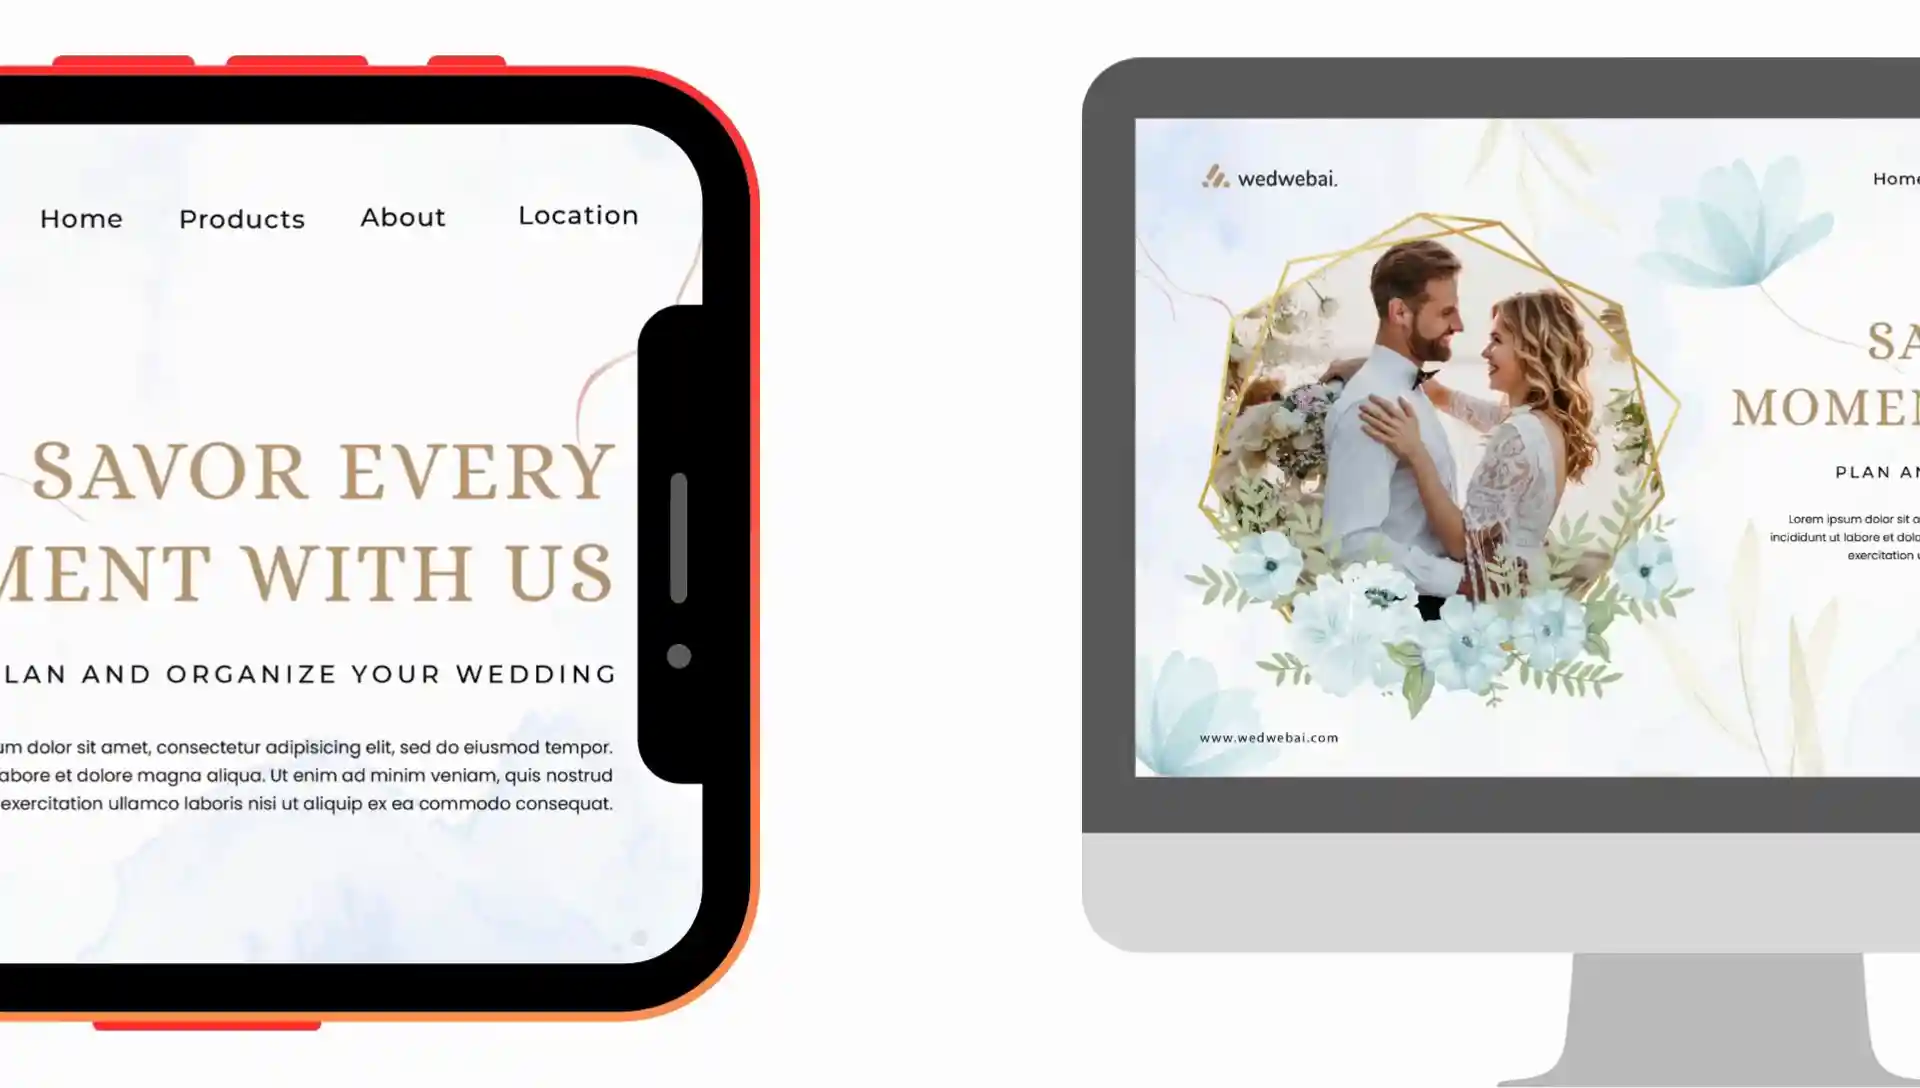 Home Products About Location
SAVOR EVERY
MENT WITH US
LAN AND ORGANIZE YOUR WEDDING
um dolor sit amet, consectetur adipisicing elit, sed do eiusmod tempor.
abore et dolore magna aliqua. Ut enim ad minim veniam, quis nostrud
exercitation ullamco laboris nisi ut aliquip ex ea commodo consequat.
wedwebai.
Home
SA
MOMEN
PLAN AN
Lorem ipsum dolor sit a
incididunt ut labore et dolo
exercitation u
www.wedwebai.com